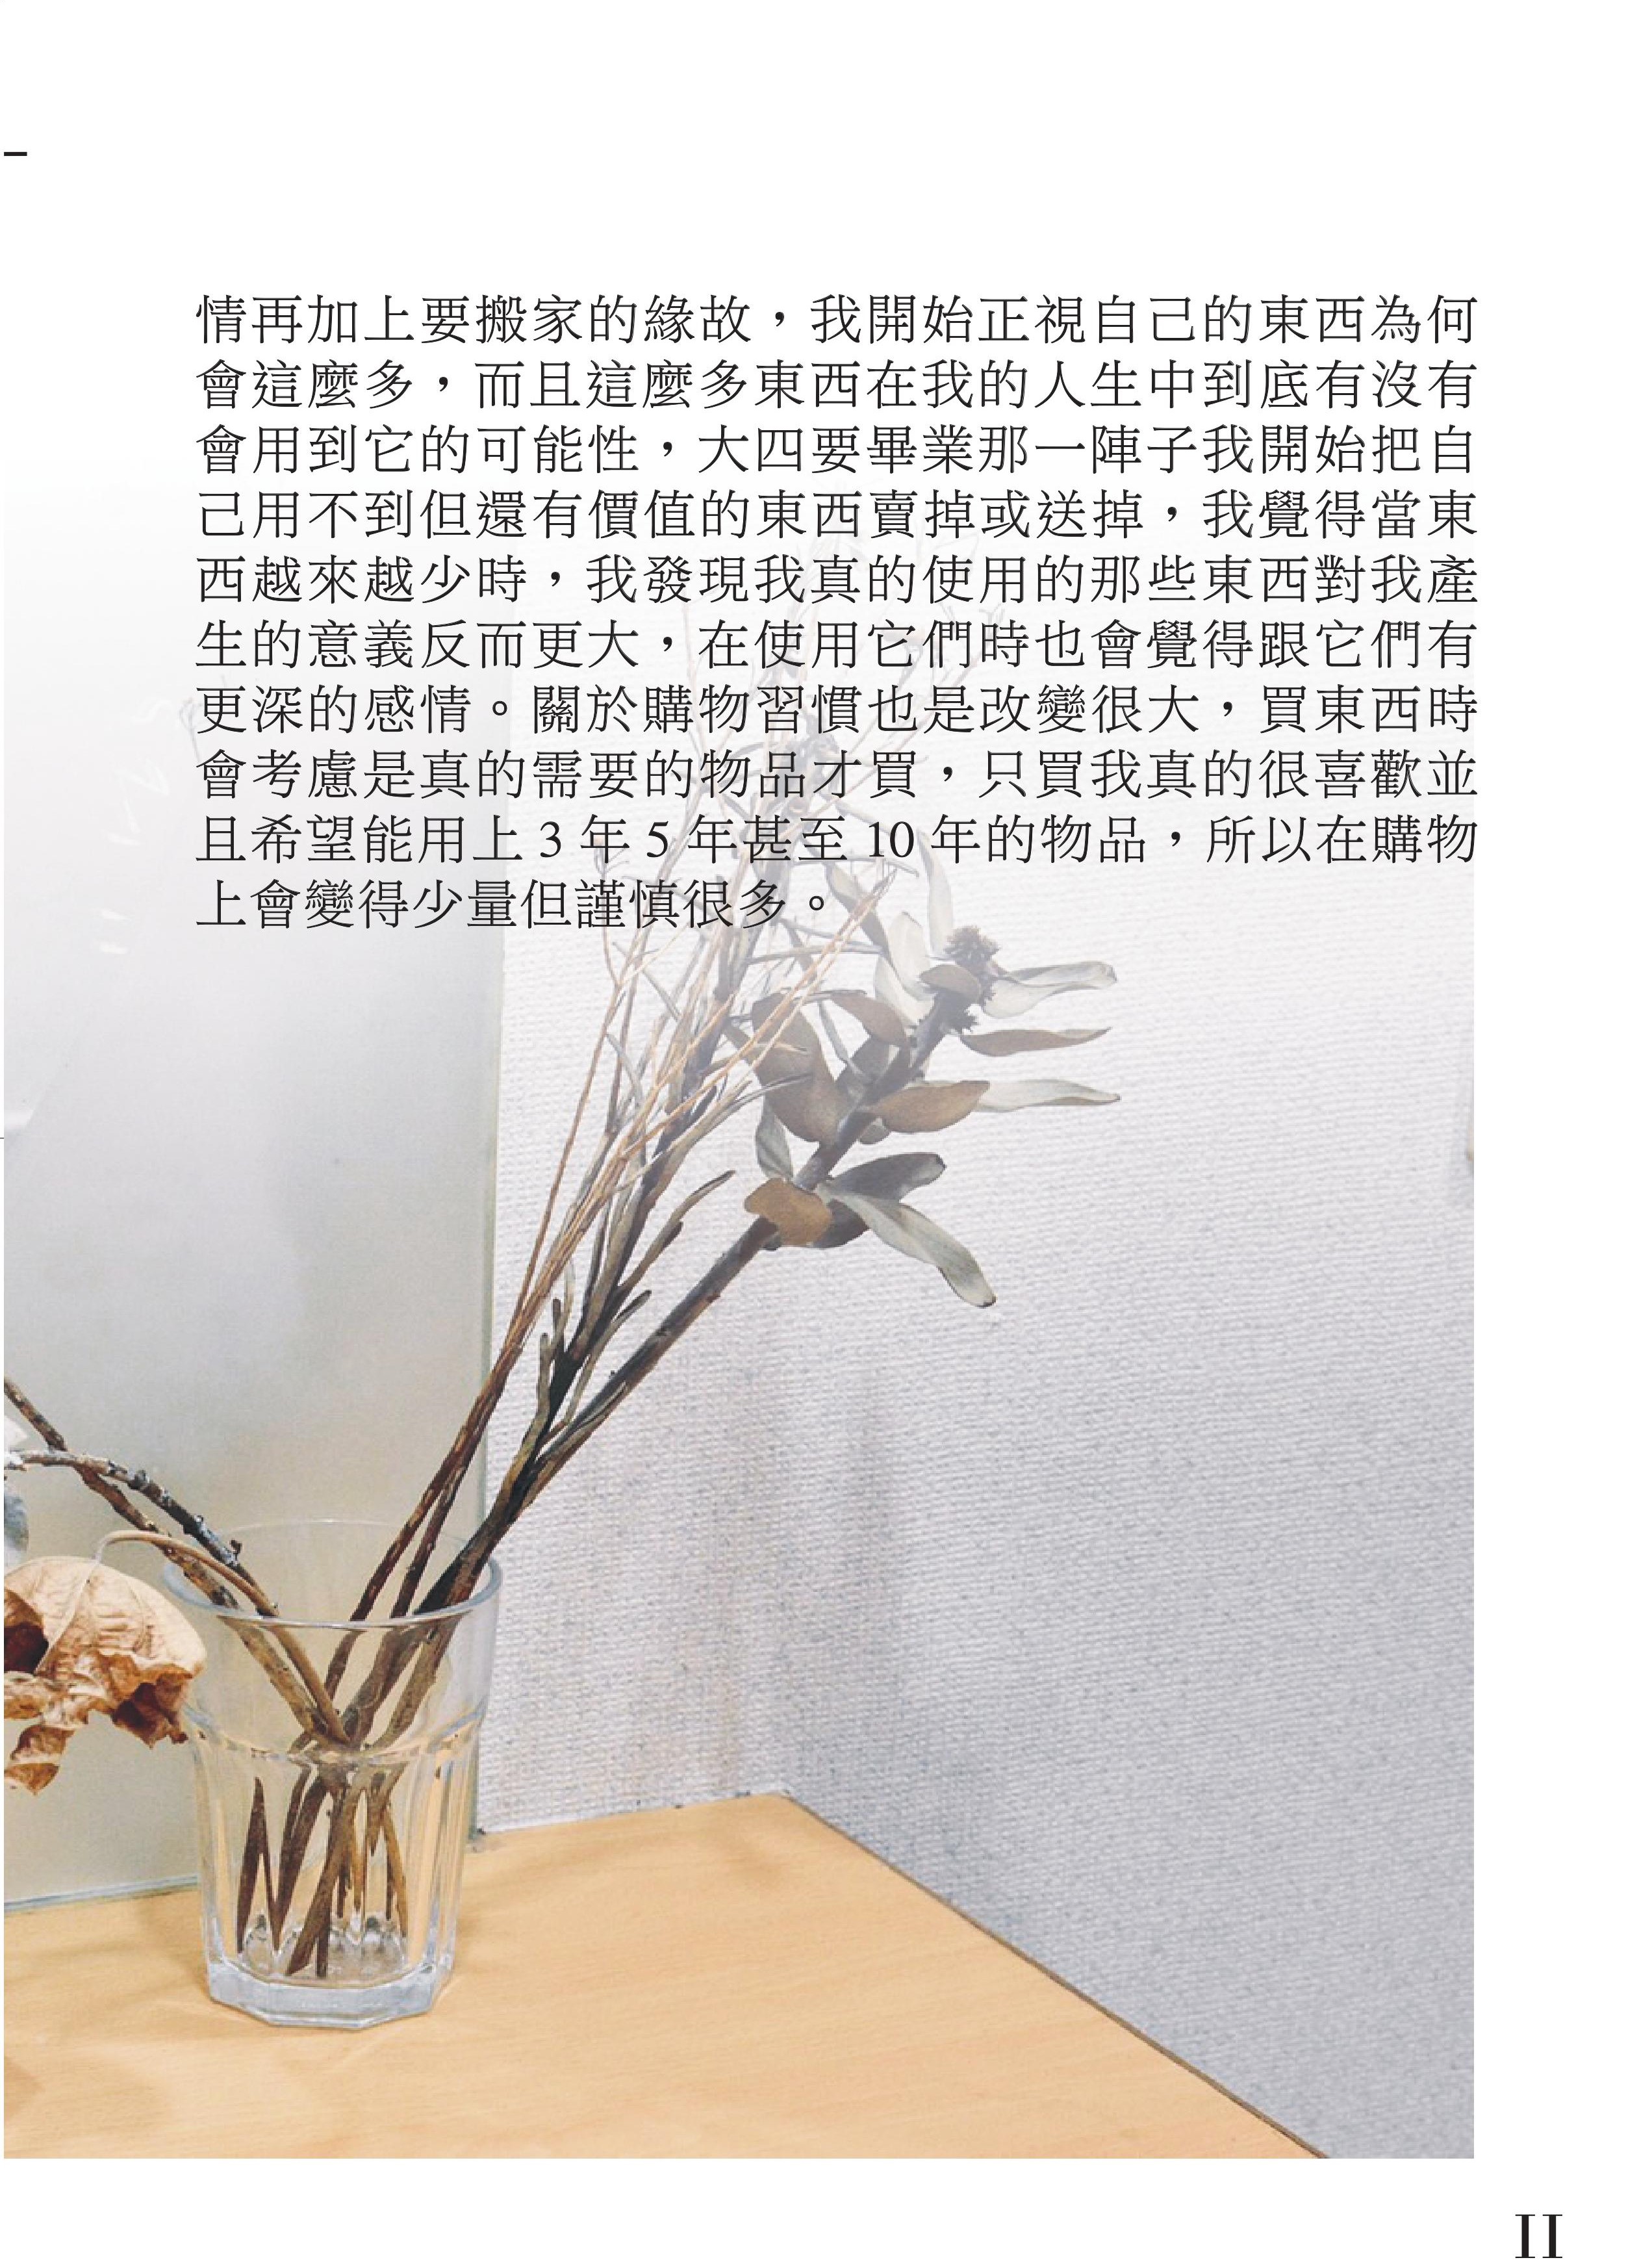 情再加上要搬家的緣故，我開始正視自己的東西為何
會這麼多，而且這麼多東西在我的人生中到底有沒有
會用到它的可能性，大四要畢業那一陣子我開始把自
己用不到但還有價值的東西賣掉或送掉，我覺得當東
西越來越少時，我發現我真的使用的那些東西對我產
生的意義反而更大，在使用它們時也會覺得跟它們有
更深的感情。關於購物習慣也是改變很大，買東西時
會考慮是真的需要的物品才買，只買我真的很喜歡並
且希望能用上 3 年 5 年甚至 10 年的物品，所以在購物
上會變得少量但謹慎很多。
II